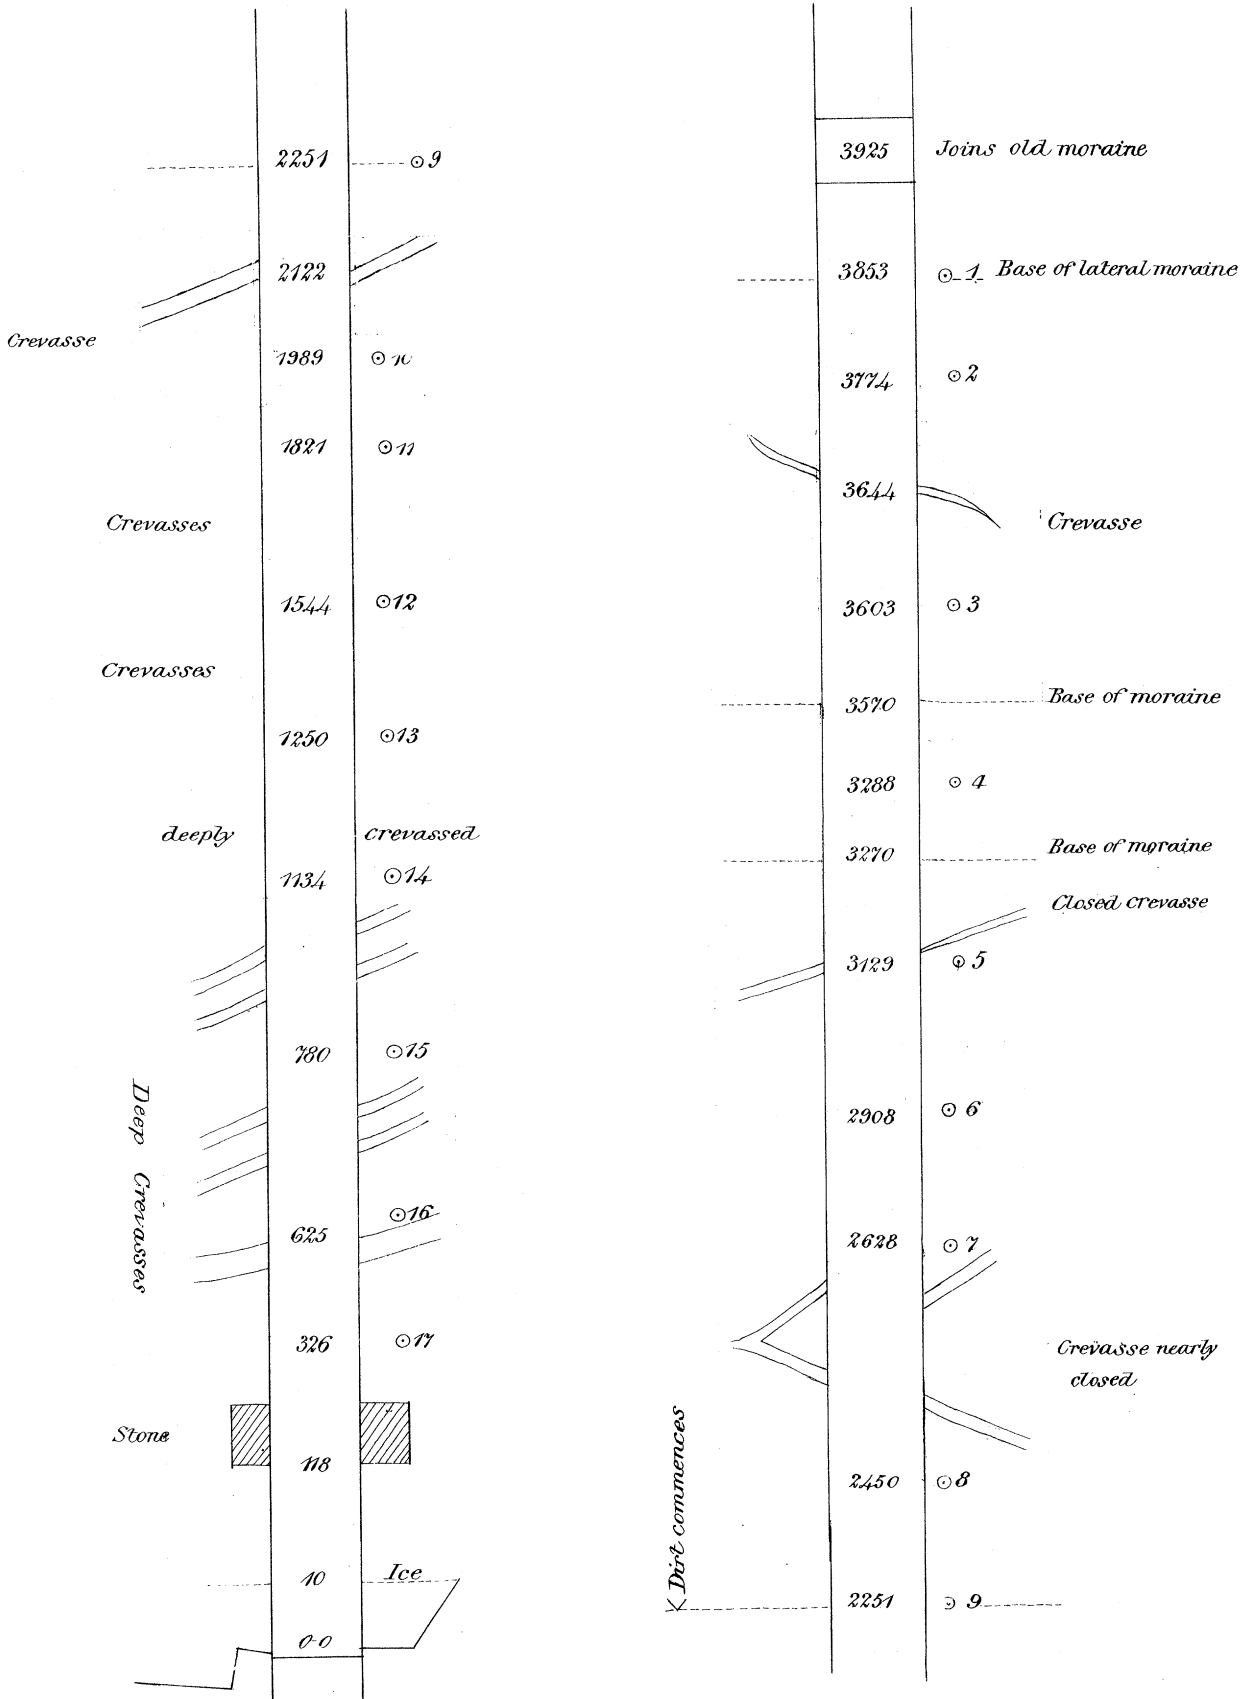 2251 9
2122
Crevasse
1989 10
1821 11
Crevasses
1544 12
Crevasses
1250 13
deeply crevassed
1134 14
780 15
Deep Crevasses
625 16
326 17
Stone
118
10 Ice
0-0
3925 Joins old moraine
3853 1 Base of lateral moraine
3774 2
3644
Crevasse
3603 3
3570 Base of moraine
3288 4
3270 Base of moraine
Closed crevasse
3129 5
2908 6
2628 7
Crevasse nearly
closed
Dirt commences
2450 8
2251 9